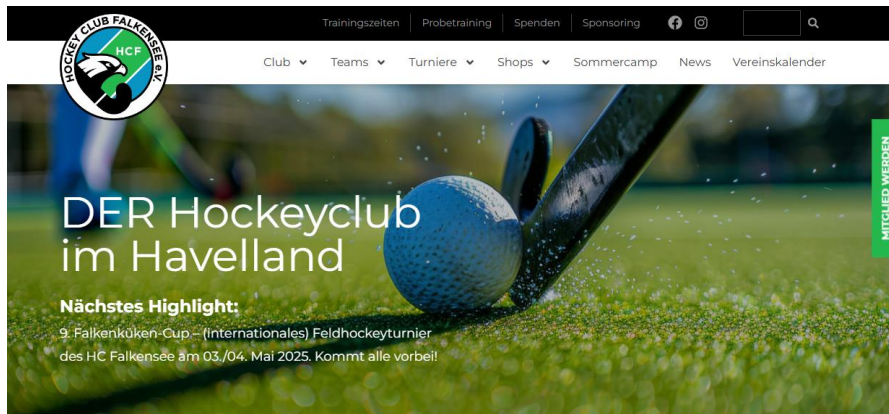 Trainingszeiten
Probetraining
Spenden
Sponsoring
HOCKEY CLUB FALKENSEE e.V.
HCF
Club
Teams
Turniere
Shops
Sommercamp
News
Vereinskalender
MITGLIED WERDEN
DER Hockeyclub
im Havelland
Nächstes Highlight:
9. Falkenküken-Cup – (internationales) Feldhockeyturnier
des HC Falkensee am 03./04. Mai 2025. Kommt alle vorbei!